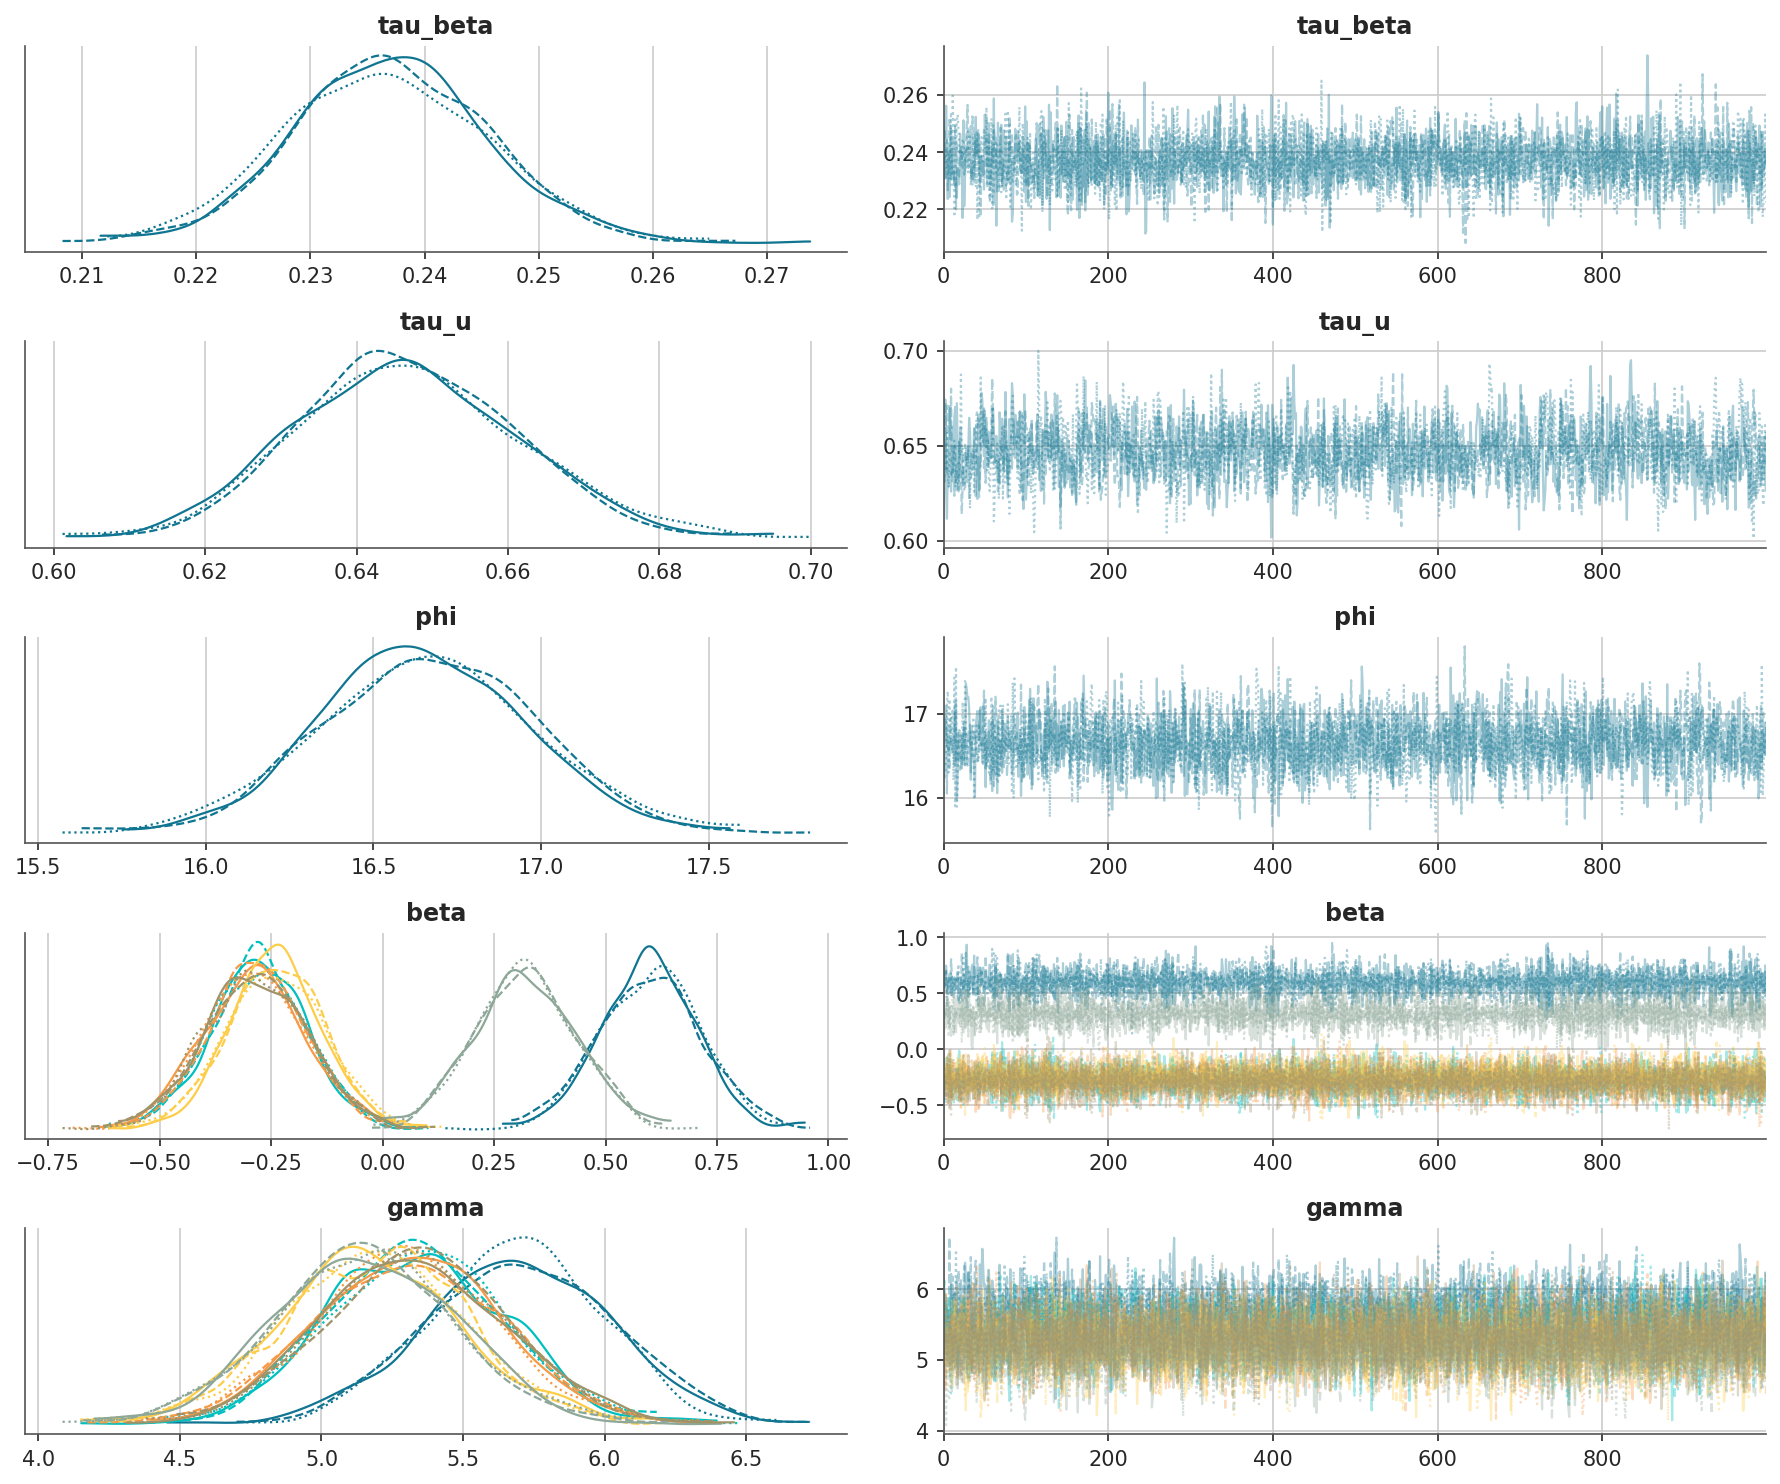 tau_beta
tau_beta
0.26
0.24
0.22
0.21 0.22 0.23 0.24 0.25 0.26 0.27
0 200 400 600 800
tau_u
tau_u
0.70
0.65
0.60
0.60 0.62 0.64 0.66 0.68 0.70
0 200 400 600 800
phi
phi
17
16
15.5 16.0 16.5 17.0 17.5
0 200 400 600 800
beta
beta
1.0
0.5
0.0
−0.5
−0.75 −0.50 −0.25 0.00 0.25 0.50 0.75 1.00
0 200 400 600 800
gamma
gamma
6
5
4
4.0 4.5 5.0 5.5 6.0 6.5
0 200 400 600 800